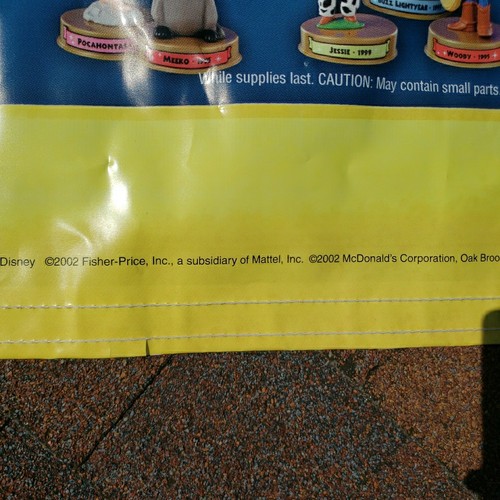 BUZZ LIGHTYEAR
POCAHONTAS
MEEKO
JESSIE • 1999
WOODY • 1995
While supplies last. CAUTION: May contain small parts
Disney ©2002 Fisher-Price, Inc., a subsidiary of Mattel, Inc. ©2002 McDonald's Corporation, Oak Broo